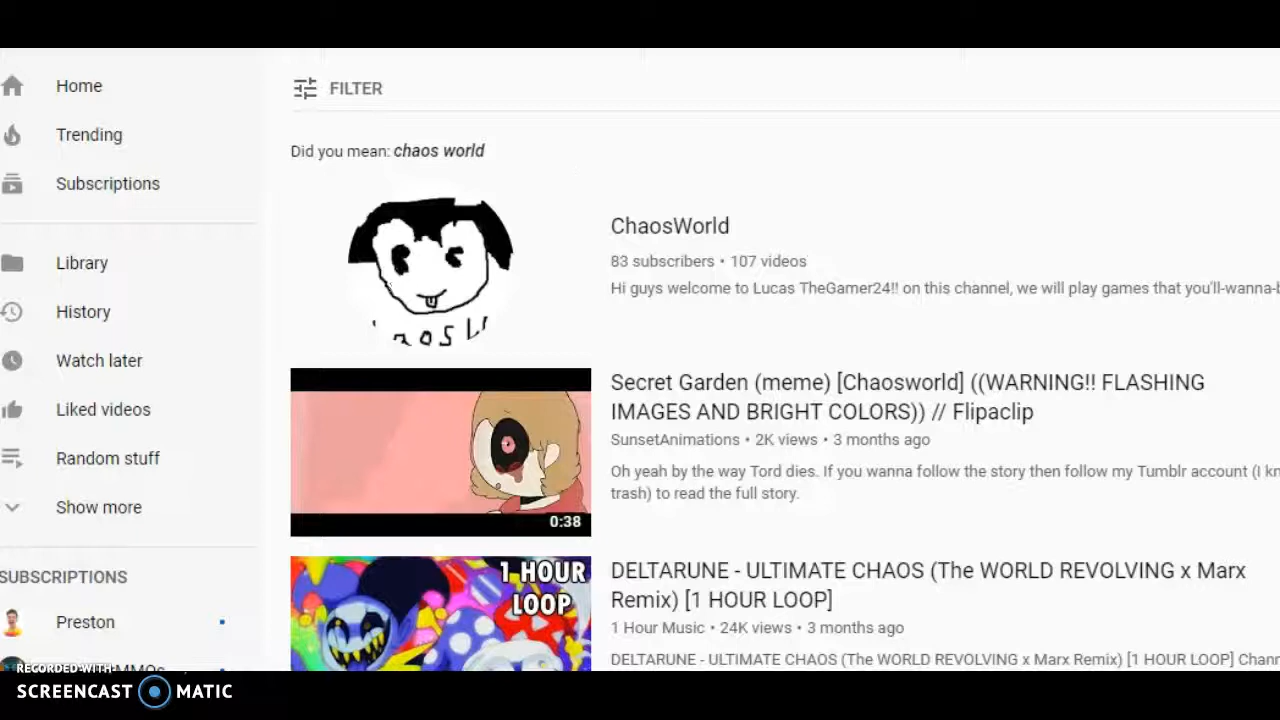 Home
Trending
Subscriptions
Library
History
Watch later
Liked videos
Random stuff
Show more
SUBSCRIPTIONS
Preston
FILTER
Did you mean: chaos world
ChaosWorld
83 subscribers • 107 videos
Hi guys welcome to Lucas TheGamer24!! on this channel, we will play games that you'll-wanna-b
0:38
Secret Garden (meme) [Chaosworld] ((WARNING!! FLASHING
IMAGES AND BRIGHT COLORS)) // Flipaclip
SunsetAnimations • 2K views • 3 months ago
Oh yeah by the way Tord dies. If you wanna follow the story then follow my Tumblr account (I kn
trash) to read the full story.
1 HOUR
LOOP
DELTARUNE - ULTIMATE CHAOS (The WORLD REVOLVING x Marx
Remix) [1 HOUR LOOP]
1 Hour Music • 24K views • 3 months ago
DELTARUNE - ULTIMATE CHAOS (The WORLD REVOLVING x Marx Remix) [1 HOUR LOOP] Chan
RECORDED WITH
SCREENCAST MATIC